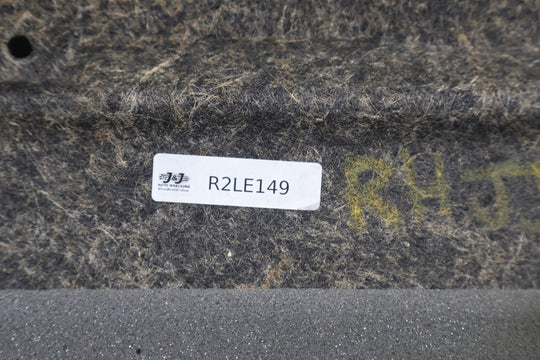 J&J
AUTO WRECKING
R2LE149
RH J